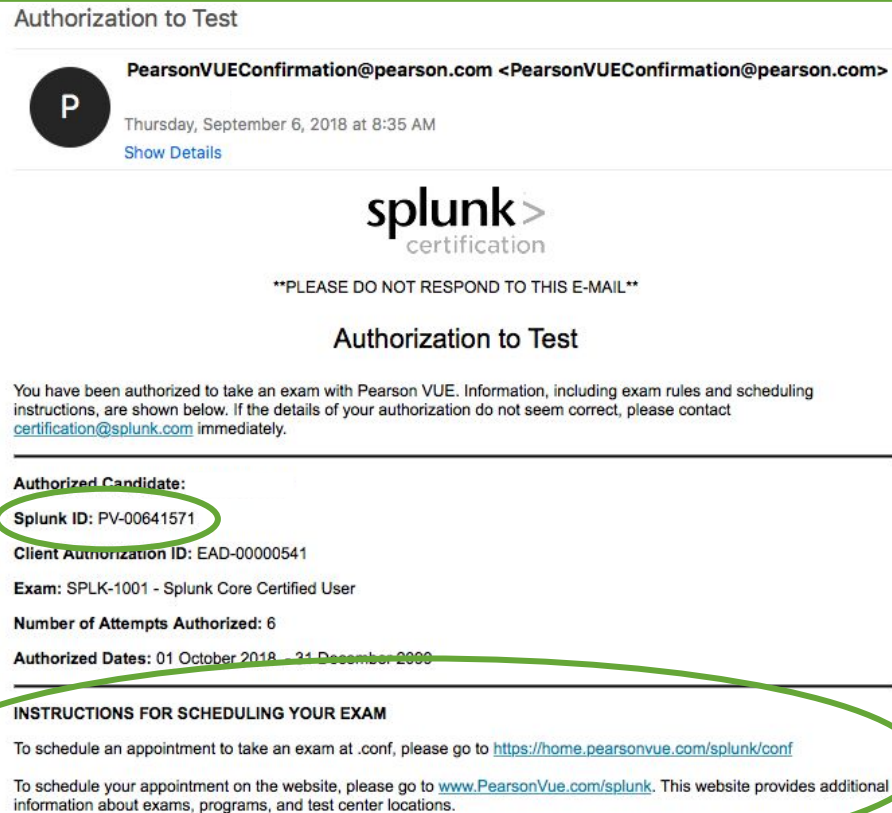 Authorization to Test
PearsonVUEConfirmation@pearson.com <PearsonVUEConfirmation@pearson.com>
P
Thursday, September 6, 2018 at 8:35 AM
Show Details
splunk>
certification
**PLEASE DO NOT RESPOND TO THIS E-MAIL**
Authorization to Test
You have been authorized to take an exam with Pearson VUE. Information, including exam rules and scheduling
instructions, are shown below. If the details of your authorization do not seem correct, please contact
certification@splunk.com immediately.
Authorized Candidate:
Splunk ID: PV-00641571
Client Authorization ID: EAD-00000541
Exam: SPLK-1001 - Splunk Core Certified User
Number of Attempts Authorized: 6
Authorized Dates: 01 October 2018 - 31 December
INSTRUCTIONS FOR SCHEDULING YOUR EXAM
To schedule an appointment to take an exam at .conf, please go to https://home.pearsonvue.com/splunk/conf
To schedule your appointment on the website, please go to www.PearsonVue.com/splunk. This website provides additional
information about exams, programs, and test center locations.